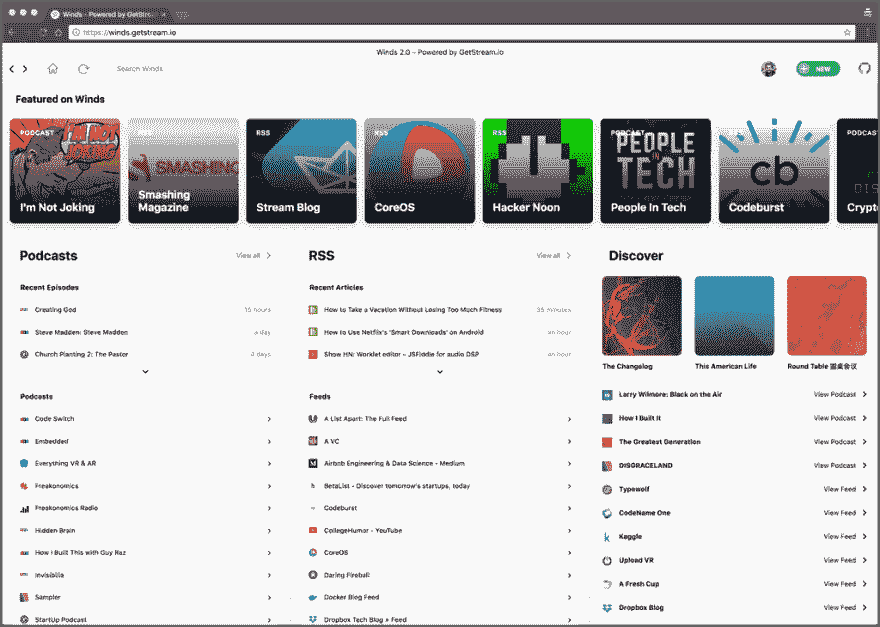 Winds - Powered by GetStream.
https://winds.getstream.io
Winds 2.0 - Powered by GetStream.io
Search Winds
NEW
Featured on Winds
PODCAST
I'M NOT
I'm Not Joking
SMASHING
Smashing
Magazine
RSS
Stream Blog
RSS
CoreOS
RSS
Hacker Noon
PODCAST
PEOPLE
IN
TECH
People In Tech
cb
Codeburst
PODCAST
Crypto
Podcasts
View all
Recent Episodes
Creating God
15 hours
Steve Madden: Steve Madden
a day
Church Planting 2: The Pastor
4 days
Podcasts
Code Switch
Embedded
Everything VR & AR
Freakonomics
Freakonomics Radio
Hidden Brain
How I Built This with Guy Raz
Invisibilia
Sampler
StartUp Podcast
RSS
View all
Recent Articles
How to Take a Vacation Without Losing Too Much Fitness
35 minutes
How to Use Netflix's 'Smart Downloads' on Android
an hour
Show HN: Worklet editor – JSFiddle for audio DSP
an hour
Feeds
A List Apart: The Full Feed
A VC
Airbnb Engineering & Data Science - Medium
BetaList - Discover tomorrow's startups, today
Codeburst
CollegeHumor - YouTube
CoreOS
Daring Fireball
Docker Blog Feed
Dropbox Tech Blog » Feed
Discover
The Changelog
This American Life
Round Table 圆桌会议
Larry Wilmore: Black on the Air
View Podcast
How I Built It
View Podcast
The Greatest Generation
View Podcast
DISGRACELAND
View Podcast
Typewolf
View Feed
CodeName One
View Feed
Kaggle
View Feed
Upload VR
View Feed
A Fresh Cup
View Feed
Dropbox Blog
View Feed